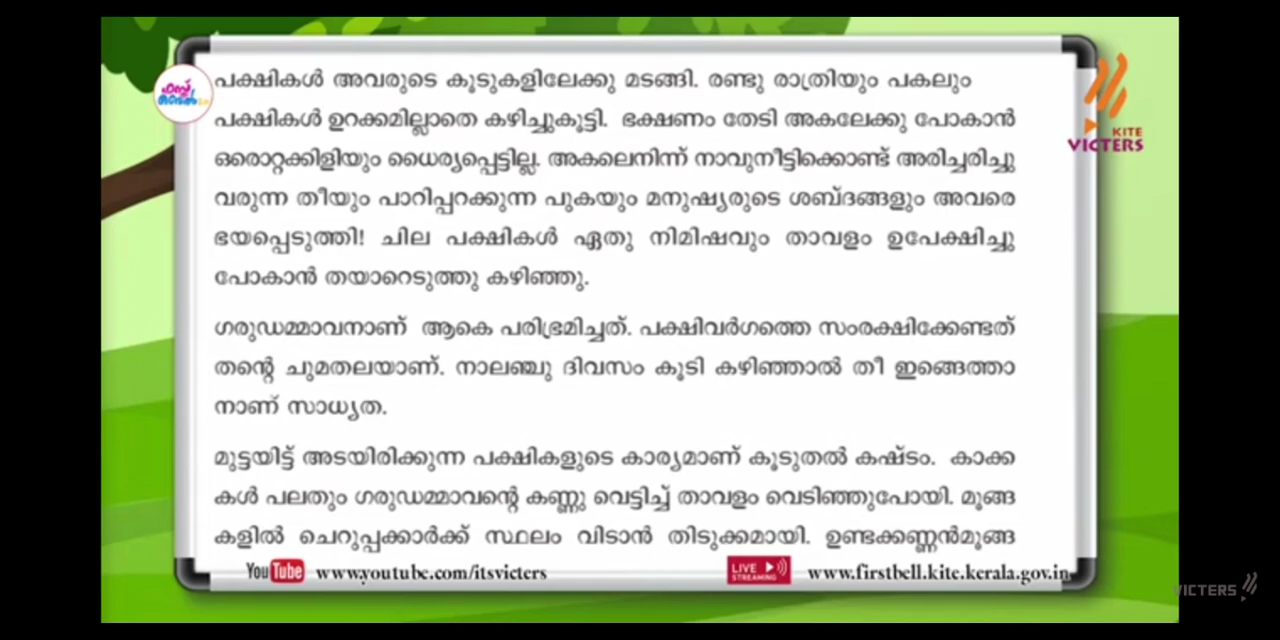 പക്ഷികൾ അവരുടെ കൂടുകളിലേക്കു മടങ്ങി. രണ്ടു രാത്രിയും പകലും
പക്ഷികൾ ഉറക്കമില്ലാതെ കഴിച്ചുകൂട്ടി. ഭക്ഷണം തേടി അകലേക്കു പോകാൻ
ഒരൊറ്റക്കിളിയും ധൈര്യപ്പെട്ടില്ല. അകലെനിന്ന് നാവുനീട്ടിക്കൊണ്ട് അരിച്ചരിച്ചു
വരുന്ന തീയും പാറിപ്പറക്കുന്ന പുകയും മനുഷ്യരുടെ ശബ്ദങ്ങളും അവരെ
ഭയപ്പെടുത്തി! ചില പക്ഷികൾ ഏതു നിമിഷവും താവളം ഉപേക്ഷിച്ചു
പോകാൻ തയാറെടുത്തു കഴിഞ്ഞു.
ഗരുഡമ്മാവനാണ് ആകെ പരിഭ്രമിച്ചത്. പക്ഷിവർഗത്തെ സംരക്ഷിക്കേണ്ടത്
തന്റെ ചുമതലയാണ്. നാലഞ്ചു ദിവസം കൂടി കഴിഞ്ഞാൽ തീ ഇങ്ങെത്താ
നാണ് സാധ്യത.
മുട്ടയിട്ട് അടയിരിക്കുന്ന പക്ഷികളുടെ കാര്യമാണ് കൂടുതൽ കഷ്ടം. കാക്ക
കൾ പലതും ഗരുഡമ്മാവന്റെ കണ്ണു വെട്ടിച്ച് താവളം വെടിഞ്ഞുപോയി. മൂങ്ങ
കളിൽ ചെറുപ്പക്കാർക്ക് സ്ഥലം വിടാൻ തിടുക്കമായി. ഉണ്ടക്കണ്ണൻമൂങ്ങ
YouTube www.youtube.com/itsvicters
LIVE STREAMING www.firstbell.kite.kerala.gov.in
KITE
VICTERS
VICTERS